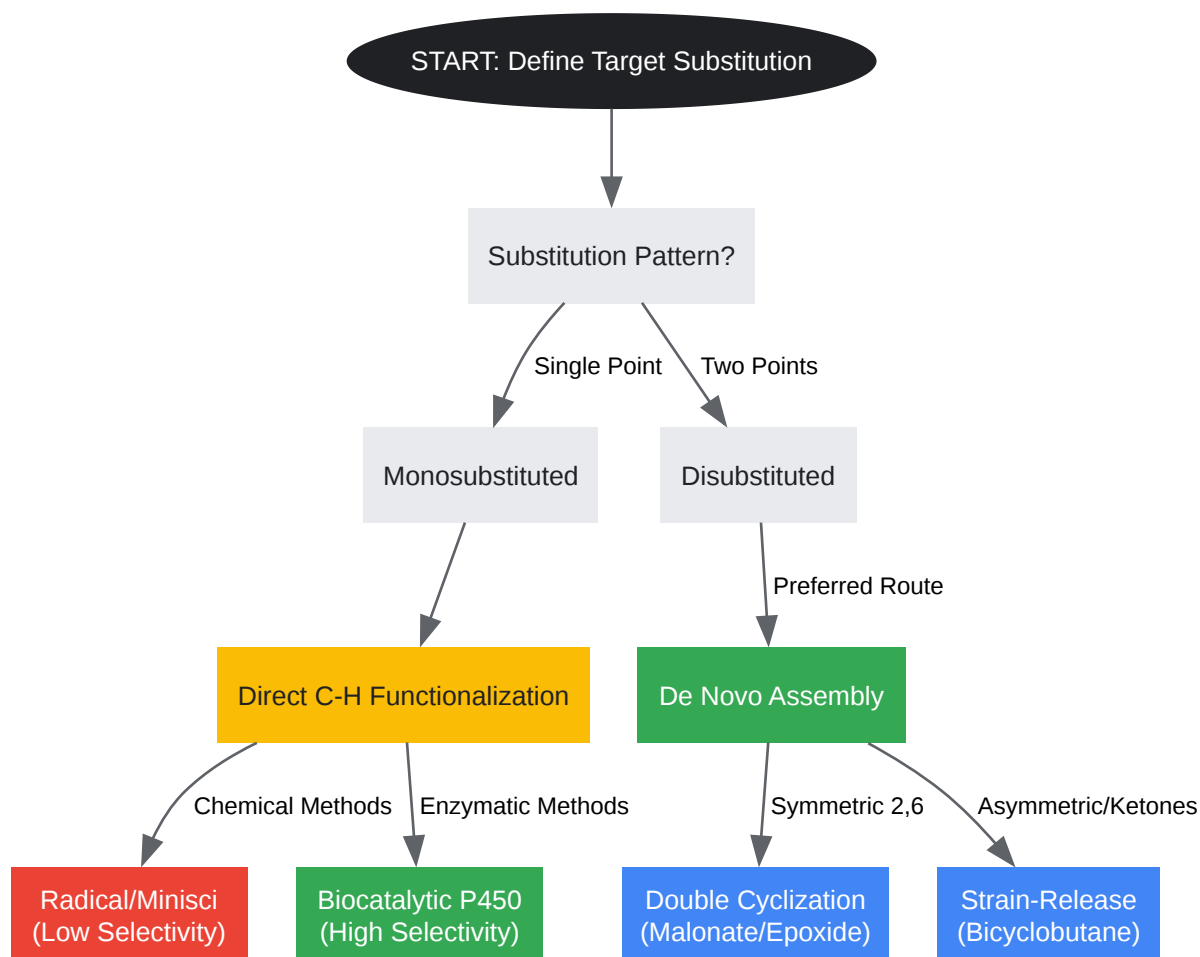 START: Define Target Substitution
Substitution Pattern?
Single Point
Two Points
Monosubstituted
Disubstituted
Preferred Route
Direct C-H Functionalization
De Novo Assembly
Chemical Methods
Enzymatic Methods
Symmetric 2,6
Asymmetric/Ketones
Radical/Minisci
(Low Selectivity)
Biocatalytic P450
(High Selectivity)
Double Cyclization
(Malonate/Epoxide)
Strain-Release
(Bicyclobutane)